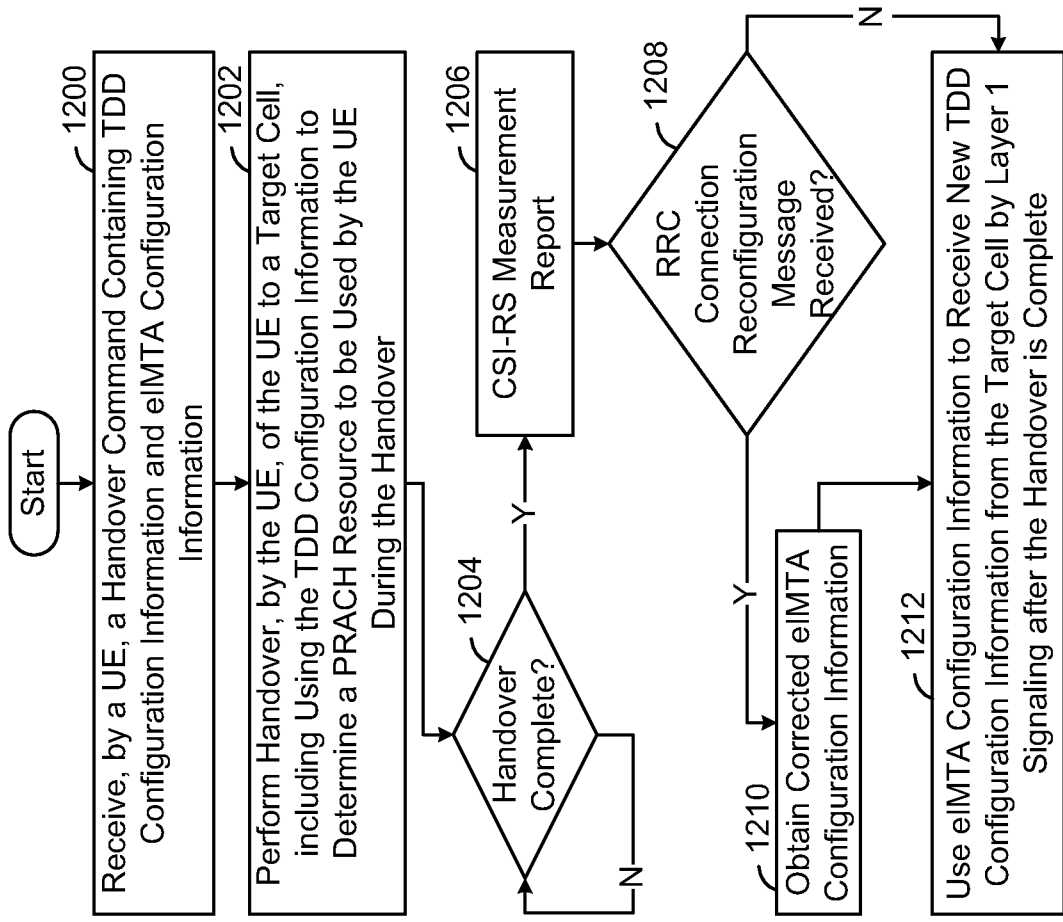 Start
1200
Receive, by a UE, a Handover Command Containing TDD
Configuration Information and eIMTA Configuration
Information
1202
Perform Handover, by the UE, of the UE to a Target Cell,
including Using the TDD Configuration Information to
Determine a PRACH Resource to be Used by the UE
During the Handover
1204
Handover
Complete?
N
Y
1206
CSI-RS Measurement
Report
1208
RRC
Connection
Reconfiguration
Message
Received?
Y
N
1210
Obtain Corrected eIMTA
Configuration Information
1212
Use eIMTA Configuration Information to Receive New TDD
Configuration Information from the Target Cell by Layer 1
Signaling after the Handover is Complete